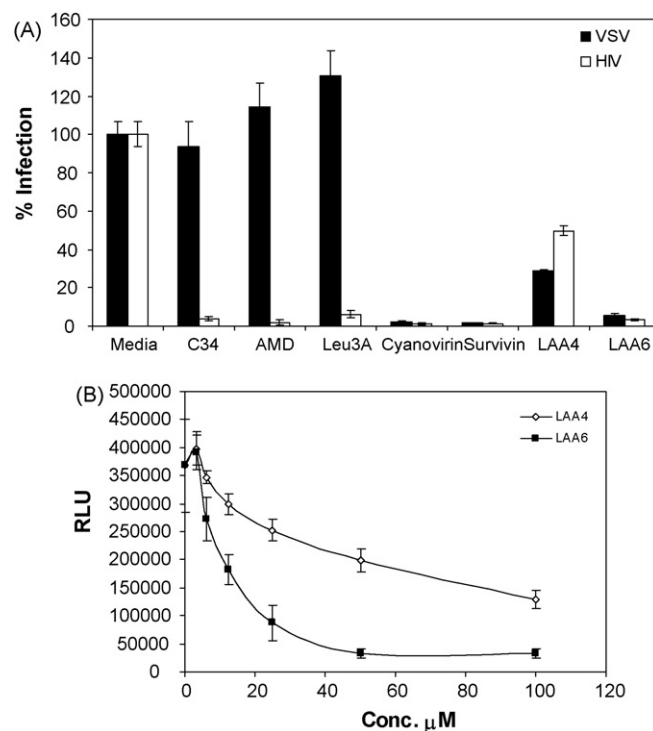 (A)
160
140
120
100
80
60
40
20
0
% Infection
VSV
HIV
Media C34 AMD Leu3A Cyanovirin Survivin LAA4 LAA6
(B)
500000
450000
400000
350000
300000
250000
200000
150000
100000
50000
0
RLU
LAA4
LAA6
0 20 40 60 80 100 120
Conc. μM